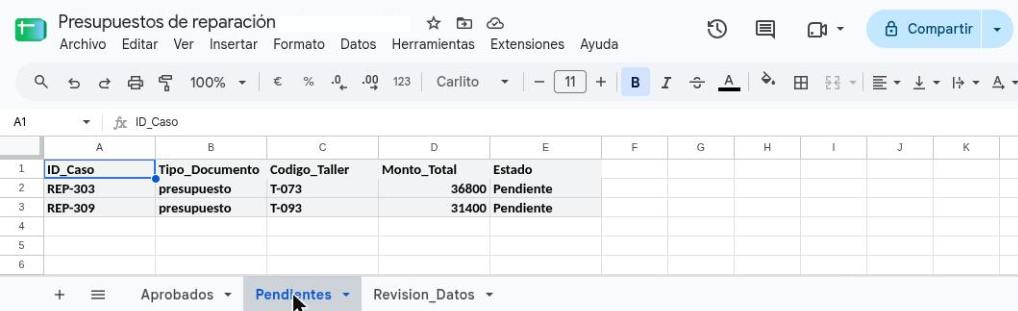 Presupuestos de reparación
Archivo Editar Ver Insertar Formato Datos Herramientas Extensiones Ayuda
Compartir
100% € % .0 .00 123 Carlito − 11 + B I S A
A1 fx ID_Caso
A B C D E F G H I J K
1 ID_Caso Tipo_Documento Codigo_Taller Monto_Total Estado
2 REP-303 presupuesto T-073 36800 Pendiente
3 REP-309 presupuesto T-093 31400 Pendiente
4
5
6
+ Aprobados Pendientes Revision_Datos